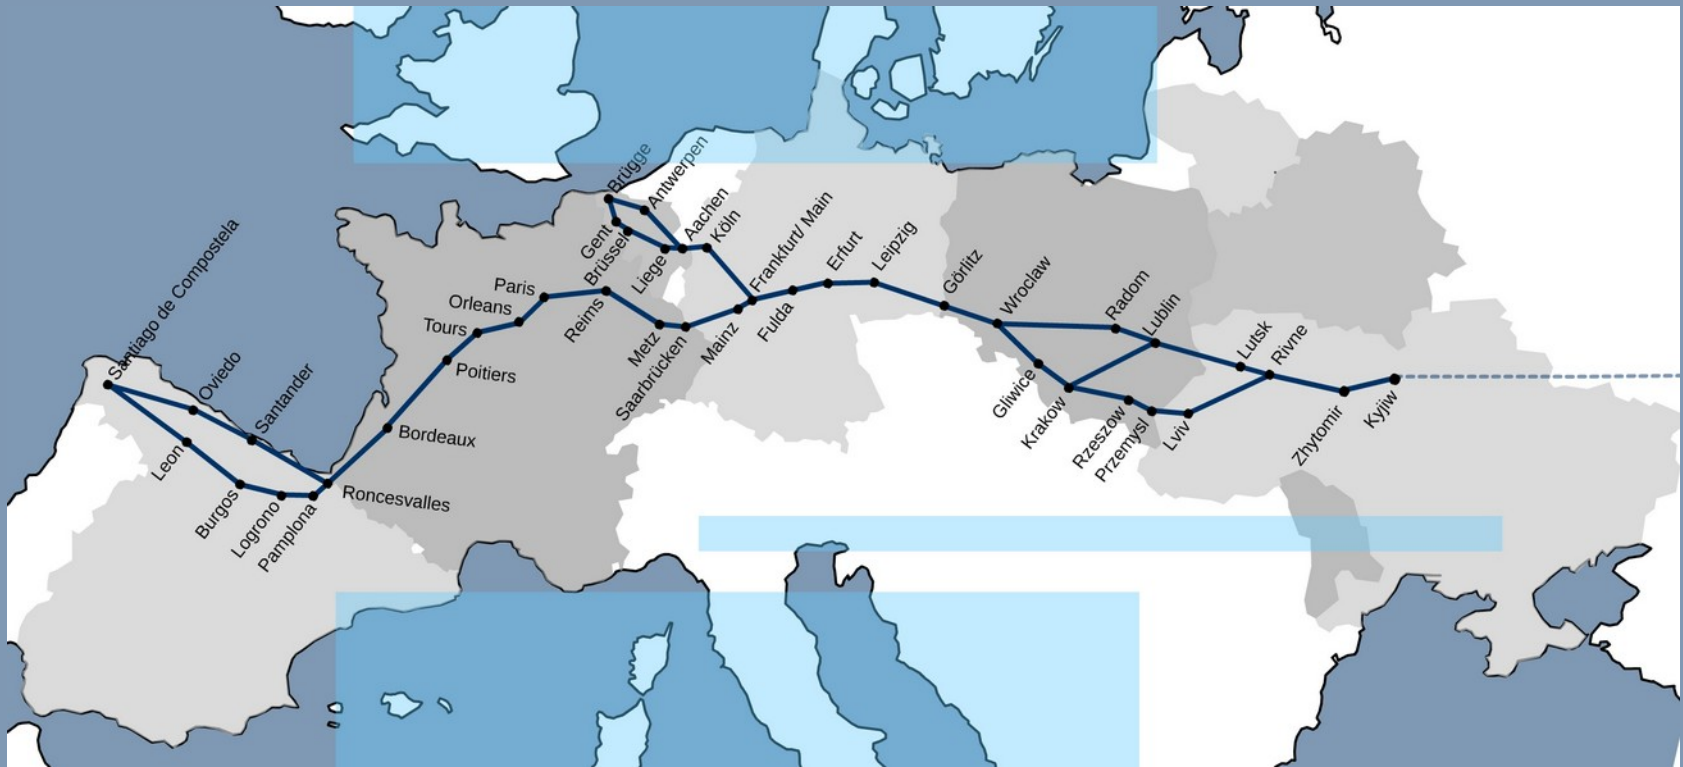 Santiago de Compostela
Oviedo
Santander
Leon
Burgos
Logrono
Pamplona
Roncesvalles
Bordeaux
Poitiers
Tours
Orleans
Paris
Reims
Metz
Saarbrücken
Brügge
Antwerpen
Gent
Brüssel
Liege
Aachen
Köln
Mainz
Frankfurt/ Main
Fulda
Erfurt
Leipzig
Görlitz
Wroclaw
Radom
Lublin
Gliwice
Krakow
Rzeszow
Przemysl
Lviv
Lutsk
Rivne
Zhytomir
Kyjiw